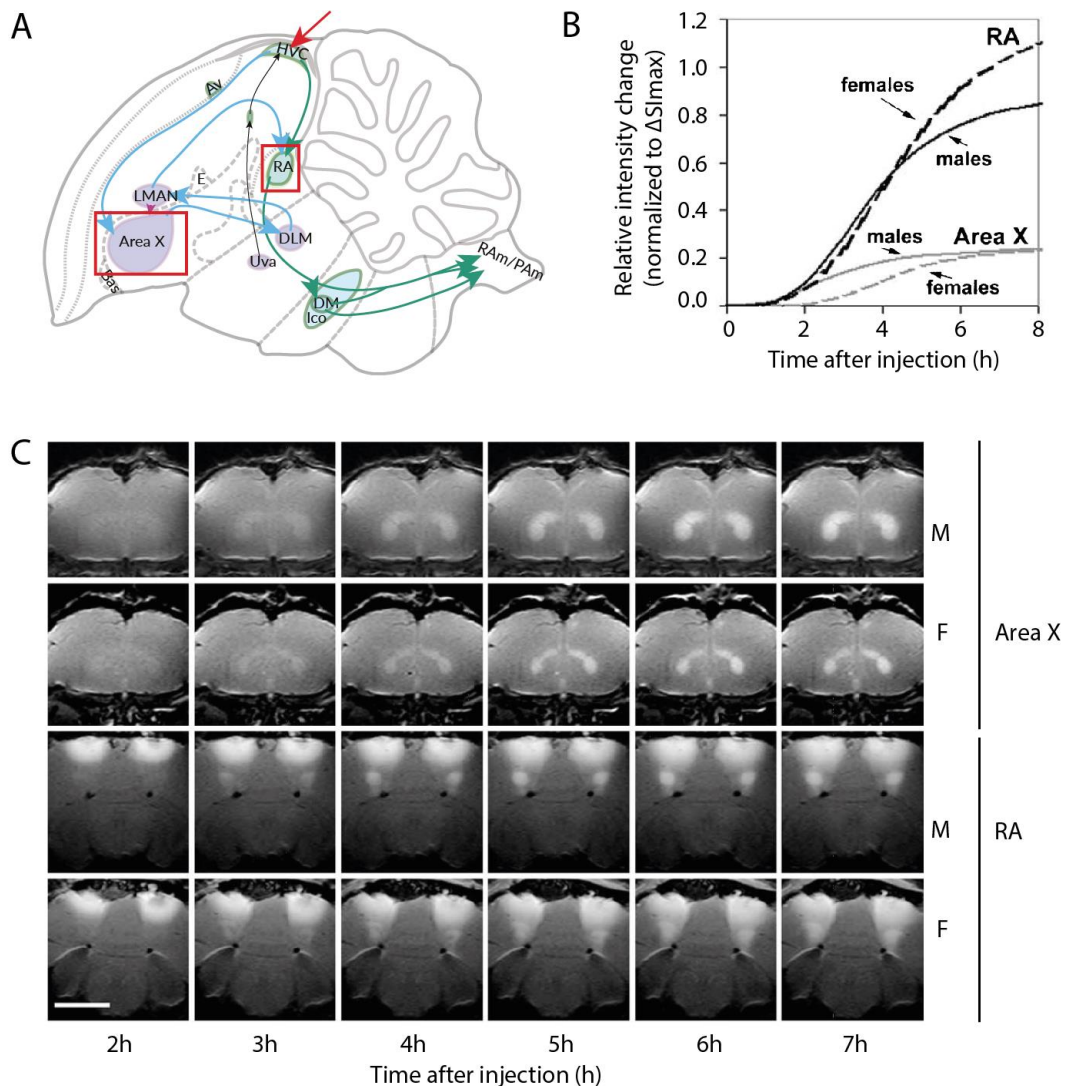 A
HVC
Av
RA
E
LMAN
Area X
DLM
Uva
Bas
RAm/PAm
DM
Ico
B
Relative intensity change
(normalized to ΔSImax)
1.2
1.0
0.8
0.6
0.4
0.2
0.0
RA
females
males
males
Area X
females
0 2 4 6 8
Time after injection (h)
C
M
F
Area X
M
RA
F
2h 3h 4h 5h 6h 7h
Time after injection (h)